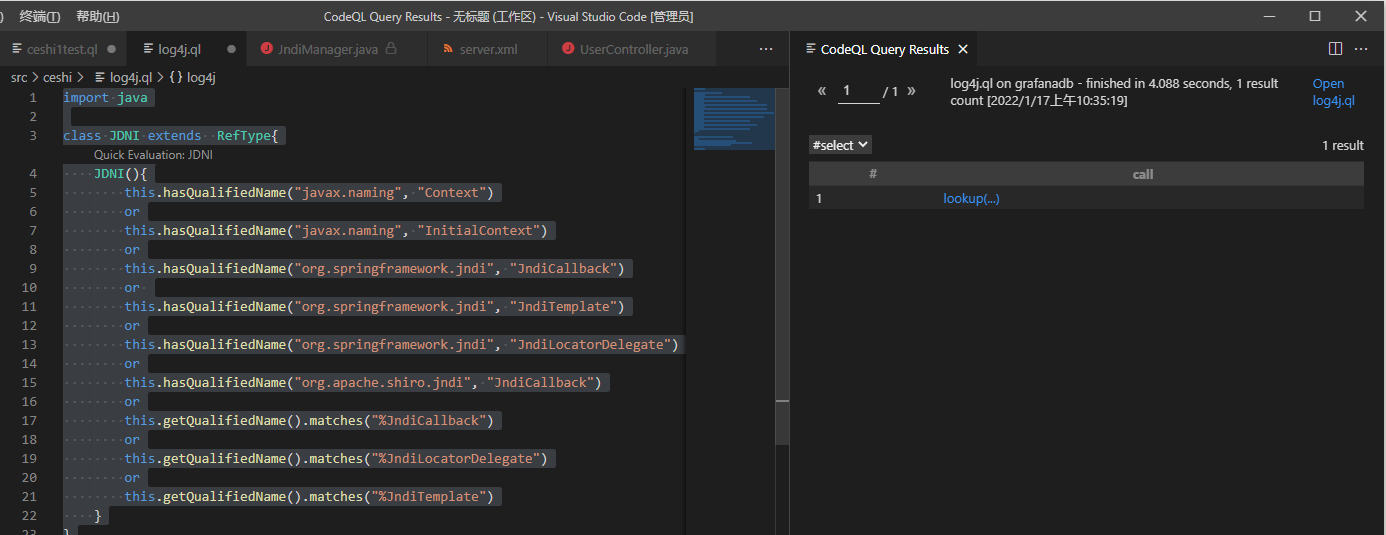 终端(T) 帮助(H) CodeQL Query Results - 无标题 (工作区) - Visual Studio Code [管理员]
ceshi1test.ql log4j.ql JndiManager.java server.xml UserController.java ···
src > ceshi > log4j.ql > {} log4j
1 import java
2
3 class JDNI extends  RefType{
Quick Evaluation: JDNI
4 JDNI(){
5 this.hasQualifiedName("javax.naming", "Context")
6 or
7 this.hasQualifiedName("javax.naming", "InitialContext")
8 or
9 this.hasQualifiedName("org.springframework.jndi", "JndiCallback")
10 or
11 this.hasQualifiedName("org.springframework.jndi", "JndiTemplate")
12 or
13 this.hasQualifiedName("org.springframework.jndi", "JndiLocatorDelegate")
14 or
15 this.hasQualifiedName("org.apache.shiro.jndi", "JndiCallback")
16 or
17 this.getQualifiedName().matches("%JndiCallback")
18 or
19 this.getQualifiedName().matches("%JndiLocatorDelegate")
20 or
21 this.getQualifiedName().matches("%JndiTemplate")
22 }
23 }
CodeQL Query Results ···
« 1 / 1 » log4j.ql on grafanadb - finished in 4.088 seconds, 1 result Open
count [2022/1/17上午10:35:19] log4j.ql
#select 1 result
# call
1 lookup(...)